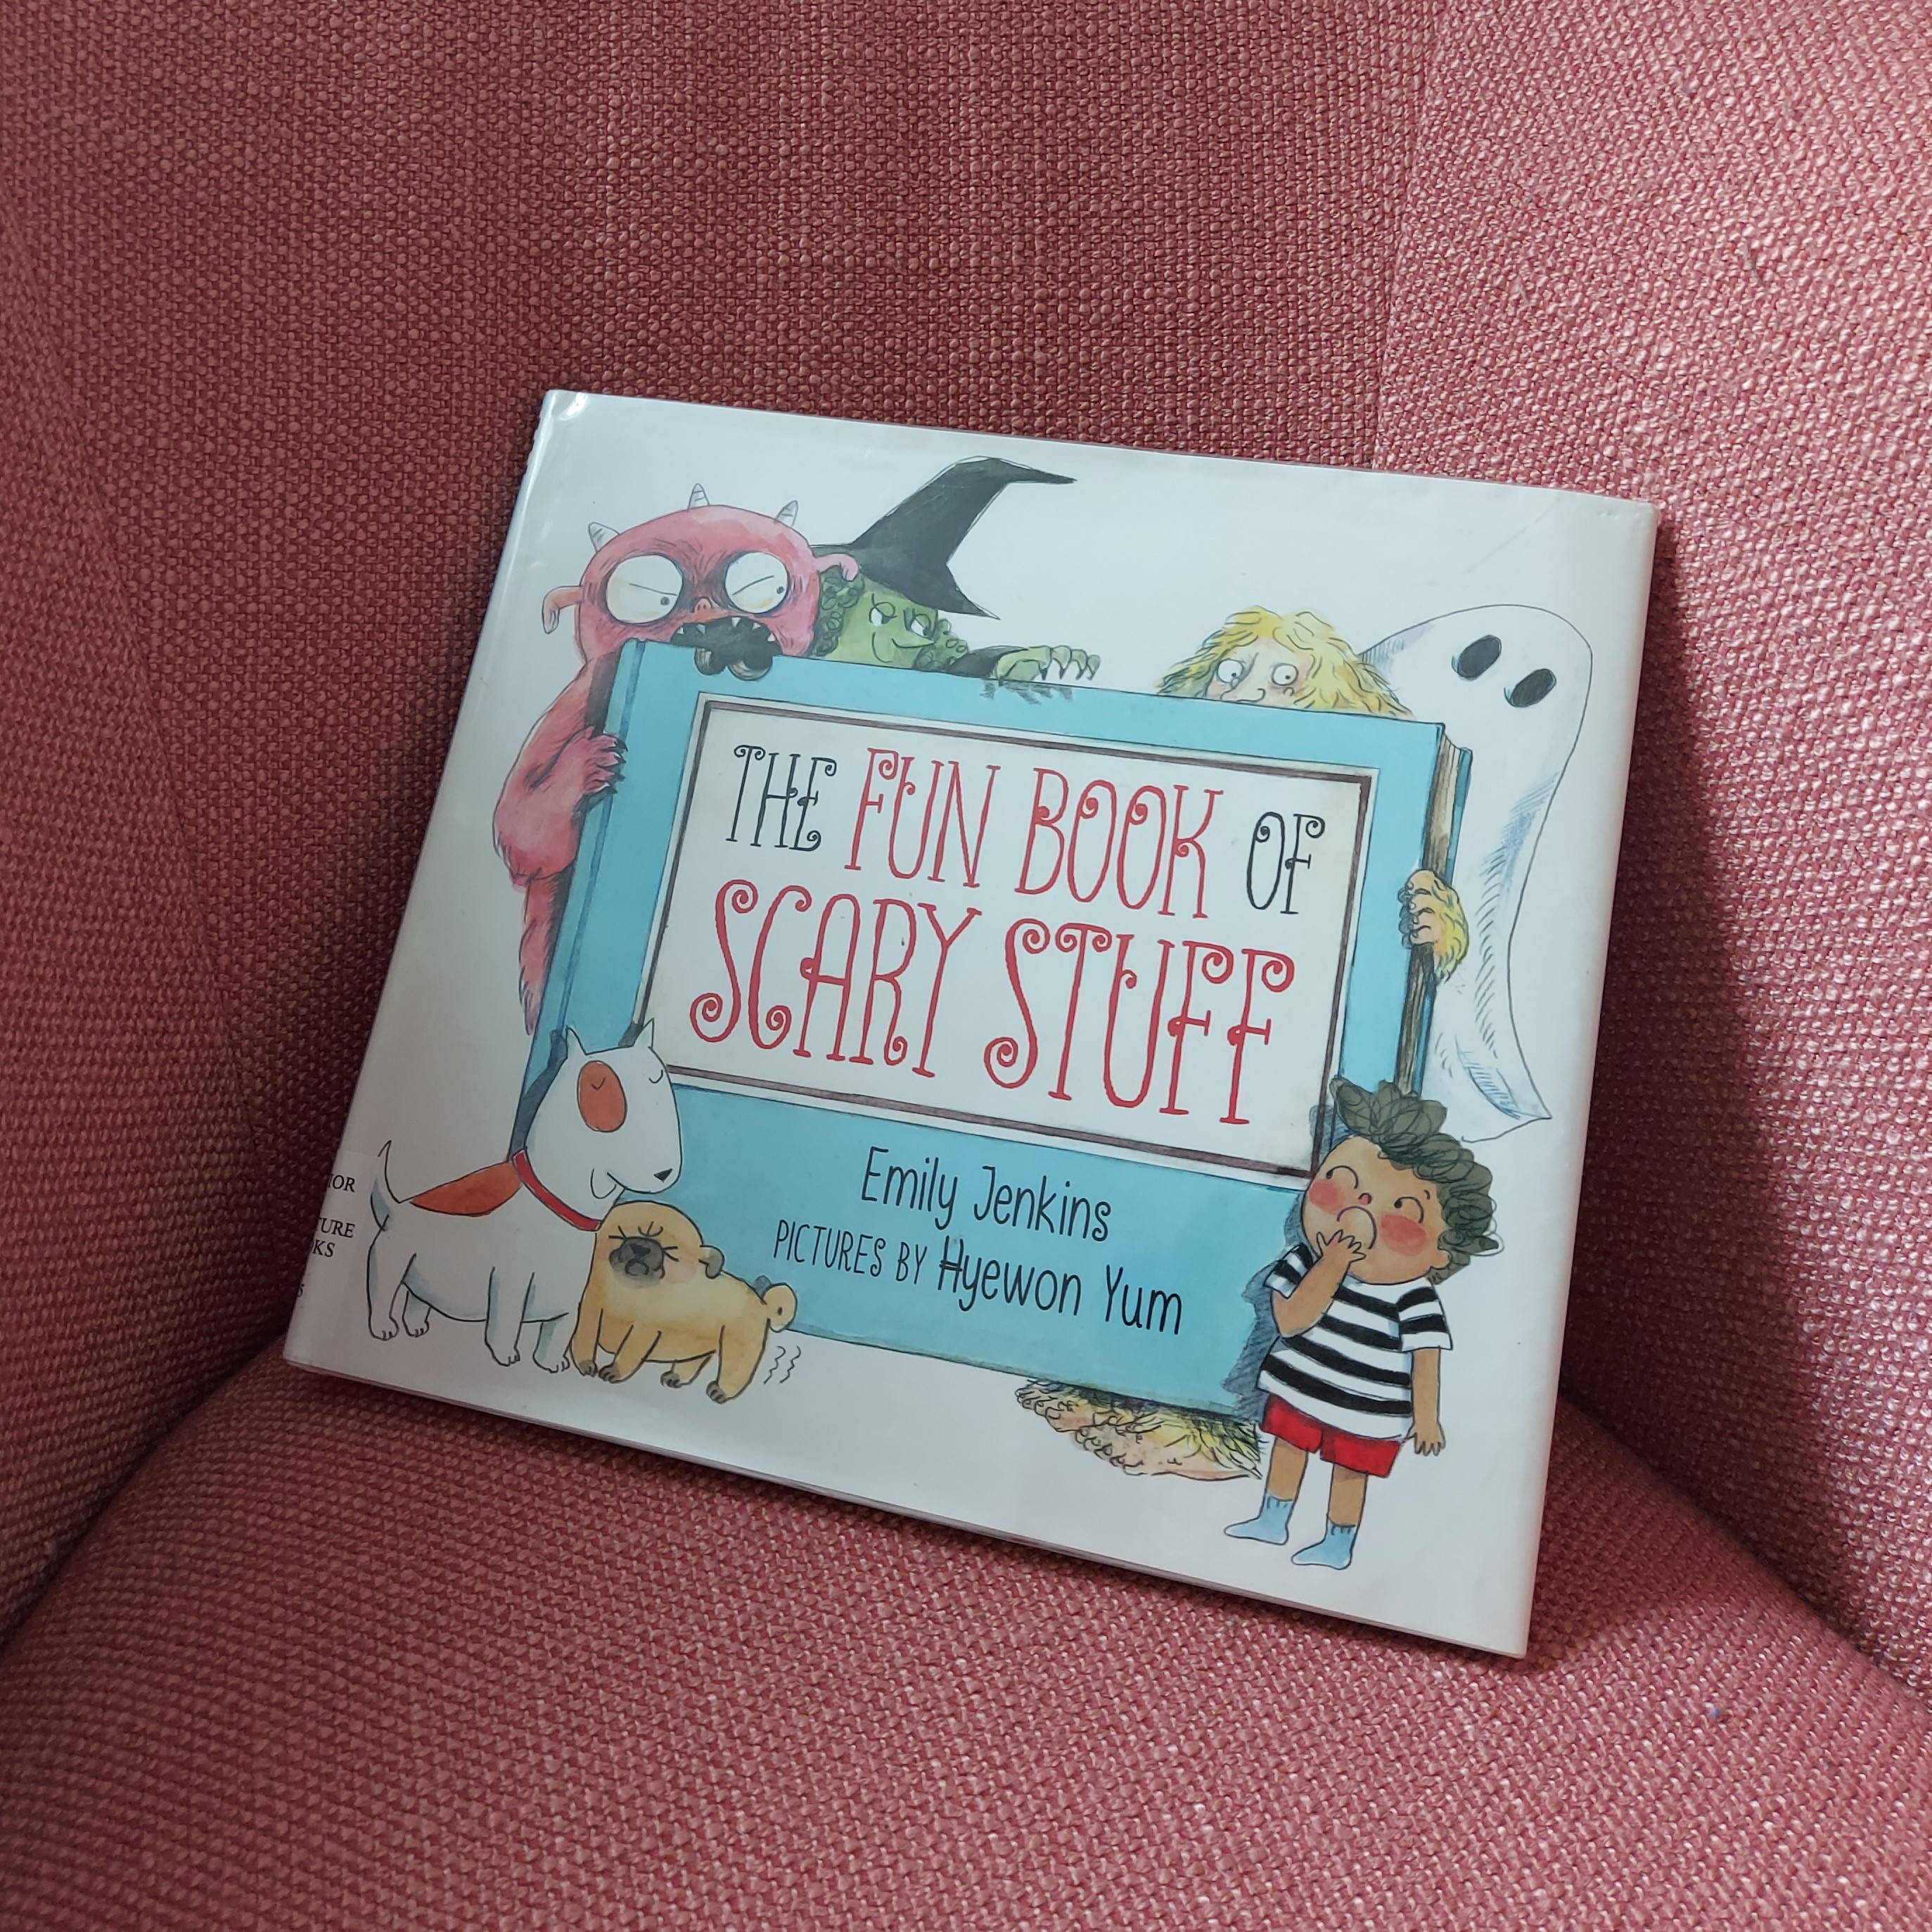 THE FUN BOOK OF
SCARY STUFF
Emily Jenkins
PICTURES BY Hyewon Yum